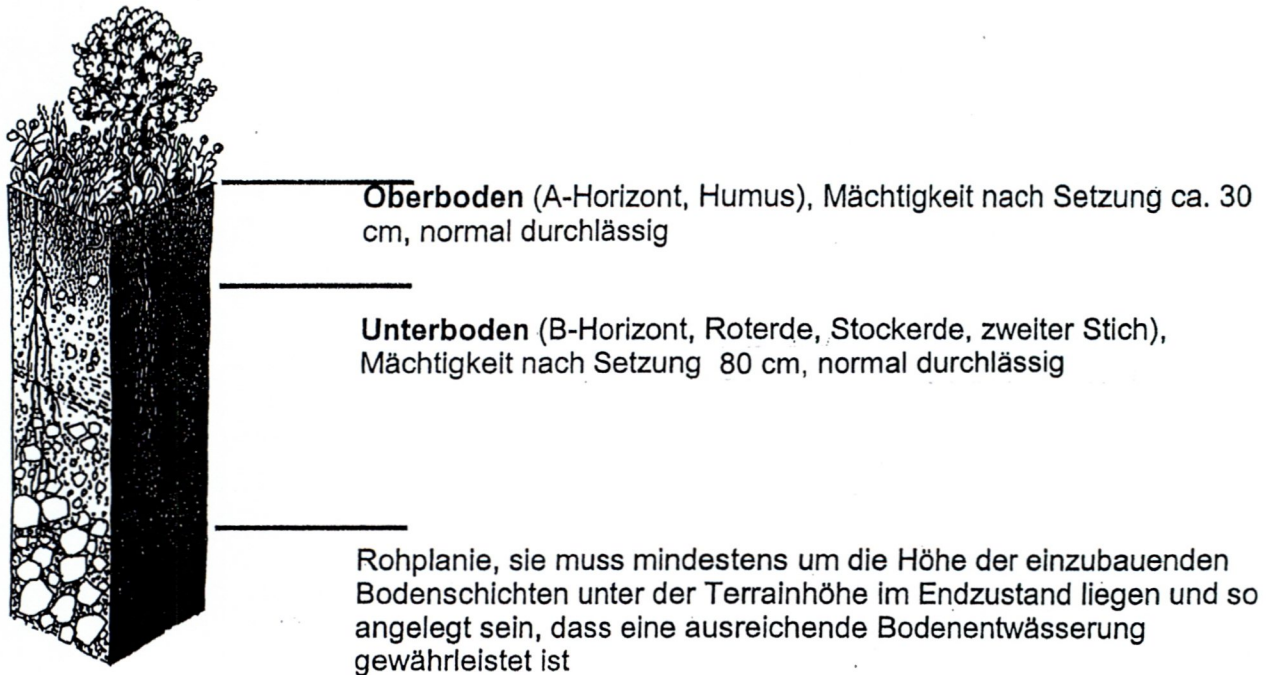 Oberboden (A-Horizont, Humus), Mächtigkeit nach Setzung ca. 30
cm, normal durchlässig
Unterboden (B-Horizont, Roterde, Stockerde, zweiter Stich),
Mächtigkeit nach Setzung 80 cm, normal durchlässig
Rohplanie, sie muss mindestens um die Höhe der einzubauenden
Bodenschichten unter der Terrainhöhe im Endzustand liegen und so
angelegt sein, dass eine ausreichende Bodenentwässerung
gewährleistet ist